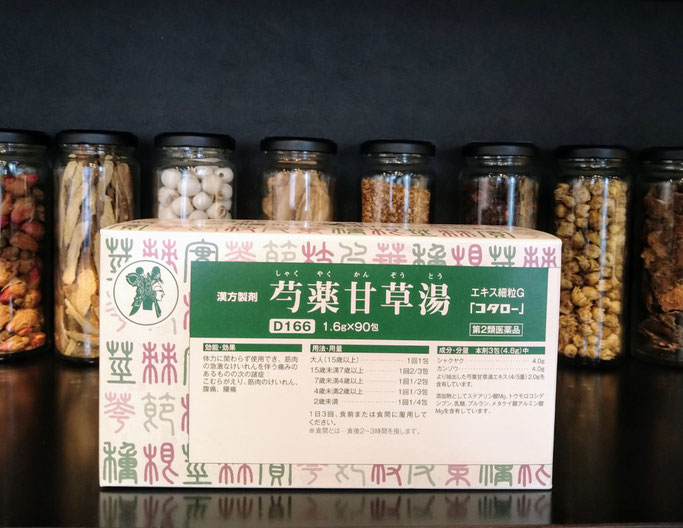 しゃく やく かん ぞう とう
漢方製剤 芍薬甘草湯 エキス細粒G「コタロー」
D166 1.6g×90包 第2類医薬品
効能・効果
体力に関わらず使用でき、筋肉
の急激なけいれんを伴う痛みの
あるものの次の諸症
こむらがえり、筋肉のけいれん、
腹痛、腰痛
用法・用量
大人(15歳以上) 1回1包
15歳未満7歳以上 1回2/3包
7歳未満4歳以上 1回1/2包
4歳未満2歳以上 1回1/3包
2歳未満 1回1/4包
1日3回、食前または食間に服用して
ください。
※食間とは…食後2〜3時間を指します。
成分・分量 本剤3包(4.8g)中
シャクヤク 4.0g
カンゾウ 4.0g
より抽出した芍薬甘草湯エキス(4/5量)2.0gを
含有しています。
添加物としてステアリン酸Mg、トウモロコシデ
ンプン、乳糖、プルラン、メタケイ酸アルミン酸
Mgを含有しています。